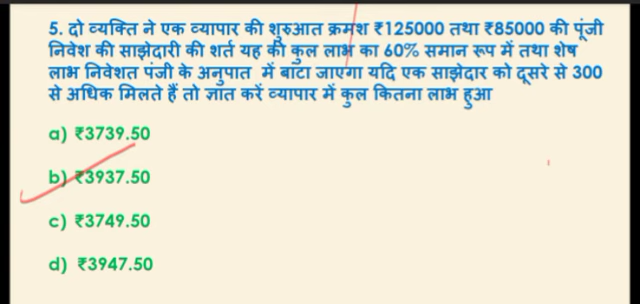 5. दो व्यक्ति ने एक व्यापार की शुरुआत क्रमश ₹125000 तथा ₹85000 की पूंजी
निवेश की साझेदारी की शर्त यह की कुल लाभ का 60% समान रूप में तथा शेष
लाभ निवेशत पंजी के अनुपात में बांटा जाएगा यदि एक साझेदार को दूसरे से 300
से अधिक मिलते हैं तो ज्ञात करें व्यापार में कुल कितना लाभ हुआ
a) ₹3739.50
b) ₹3937.50
c) ₹3749.50
d) ₹3947.50